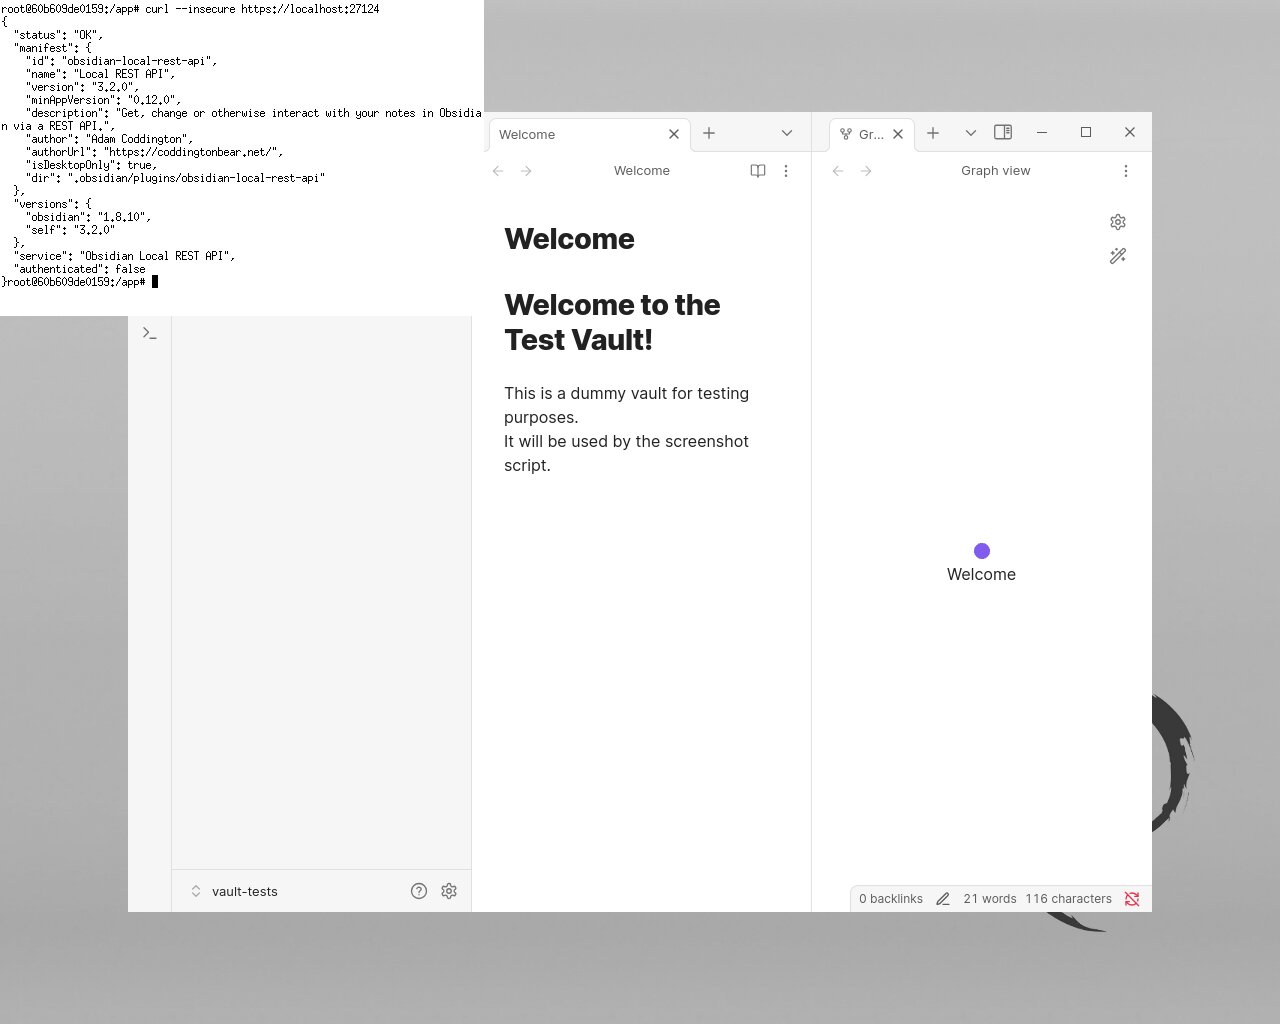 root@60b609de0159:/app# curl --insecure https://localhost:27124
{
  "status": "OK",
  "manifest": {
    "id": "obsidian-local-rest-api",
    "name": "Local REST API",
    "version": "3.2.0",
    "minAppVersion": "0.12.0",
    "description": "Get, change or otherwise interact with your notes in Obsidia
n via a REST API.",
    "author": "Adam Coddington",
    "authorUrl": "https://coddingtonbear.net/",
    "isDesktopOnly": true,
    "dir": ".obsidian/plugins/obsidian-local-rest-api"
  },
  "versions": {
    "obsidian": "1.8.10",
    "self": "3.2.0"
  },
  "service": "Obsidian Local REST API",
  "authenticated": false
}root@60b609de0159:/app#
vault-tests
Welcome
Welcome
Welcome
Welcome to the
Test Vault!
This is a dummy vault for testing
purposes.
It will be used by the screenshot
script.
Gr...
Graph view
Welcome
0 backlinks 21 words 116 characters